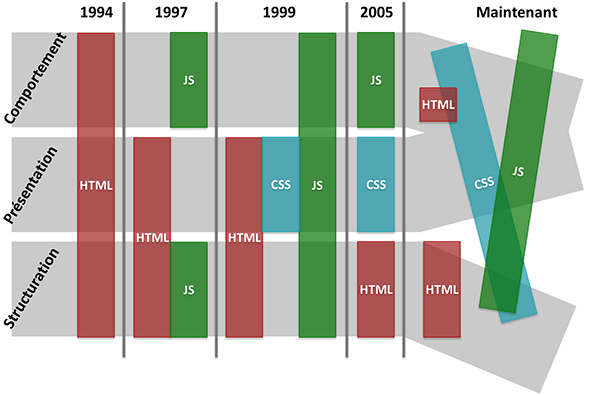 1994 1997 1999 2005 Maintenant
Comportement
JS
JS
HTML
Présentation
HTML
CSS
JS
CSS
CSS
JS
HTML
HTML
Structuration
JS
HTML
HTML